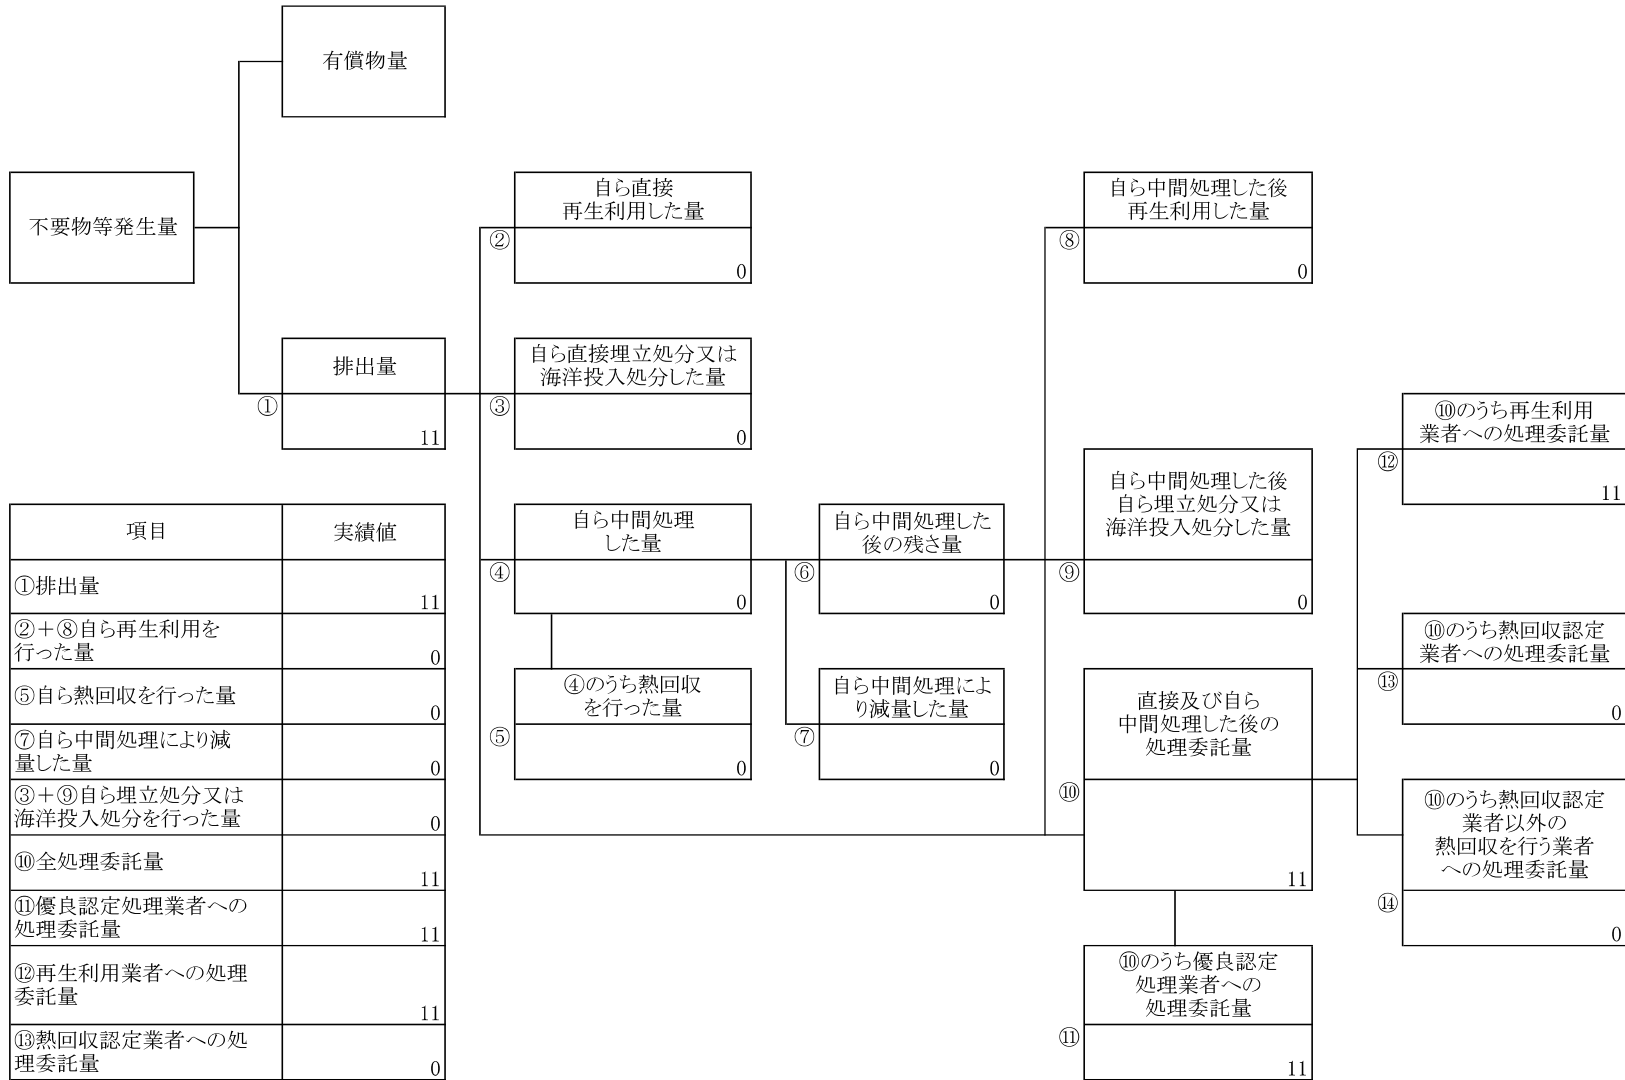 有償物量
不要物等発生量
排出量
①
11
自ら直接
再生利用した量
②
0
自ら直接埋立処分又は
海洋投入処分した量
③
0
自ら中間処理
した量
④
0
④のうち熱回収
を行った量
⑤
0
自ら中間処理した
後の残さ量
⑥
0
自ら中間処理によ
り減量した量
⑦
0
自ら中間処理した後
再生利用した量
⑧
0
自ら中間処理した後
自ら埋立処分又は
海洋投入処分した量
⑨
0
直接及び自ら
中間処理した後の
処理委託量
⑩
11
⑩のうち優良認定
処理業者への
処理委託量
⑪
11
⑩のうち再生利用
業者への処理委託量
⑫
11
⑩のうち熱回収認定
業者への処理委託量
⑬
0
⑩のうち熱回収認定
業者以外の
熱回収を行う業者
への処理委託量
⑭
0
項目 実績値
①排出量
11
②＋⑧自ら再生利用を
行った量
0
⑤自ら熱回収を行った量
0
⑦自ら中間処理により減
量した量
0
③＋⑨自ら埋立処分又は
海洋投入処分を行った量
0
⑩全処理委託量
11
⑪優良認定処理業者への
処理委託量
11
⑫再生利用業者への処理
委託量
11
⑬熱回収認定業者への処
理委託量
0